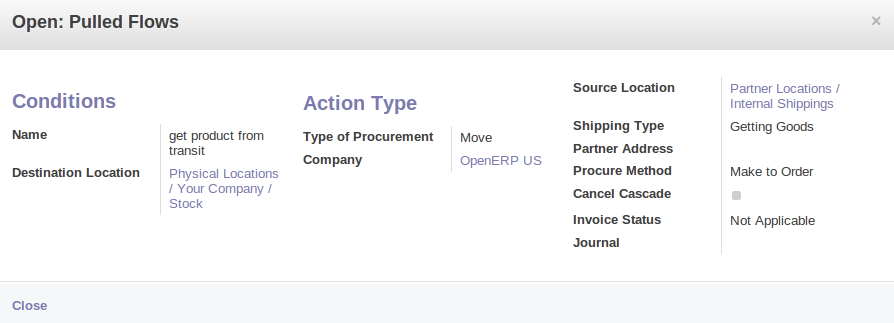 Open: Pulled Flows ×
Conditions
Name get product from
transit
Destination Location Physical Locations
/ Your Company /
Stock
Action Type
Type of Procurement Move
Company OpenERP US
Source Location Partner Locations /
Internal Shippings
Shipping Type Getting Goods
Partner Address
Procure Method Make to Order
Cancel Cascade
Invoice Status Not Applicable
Journal
Close